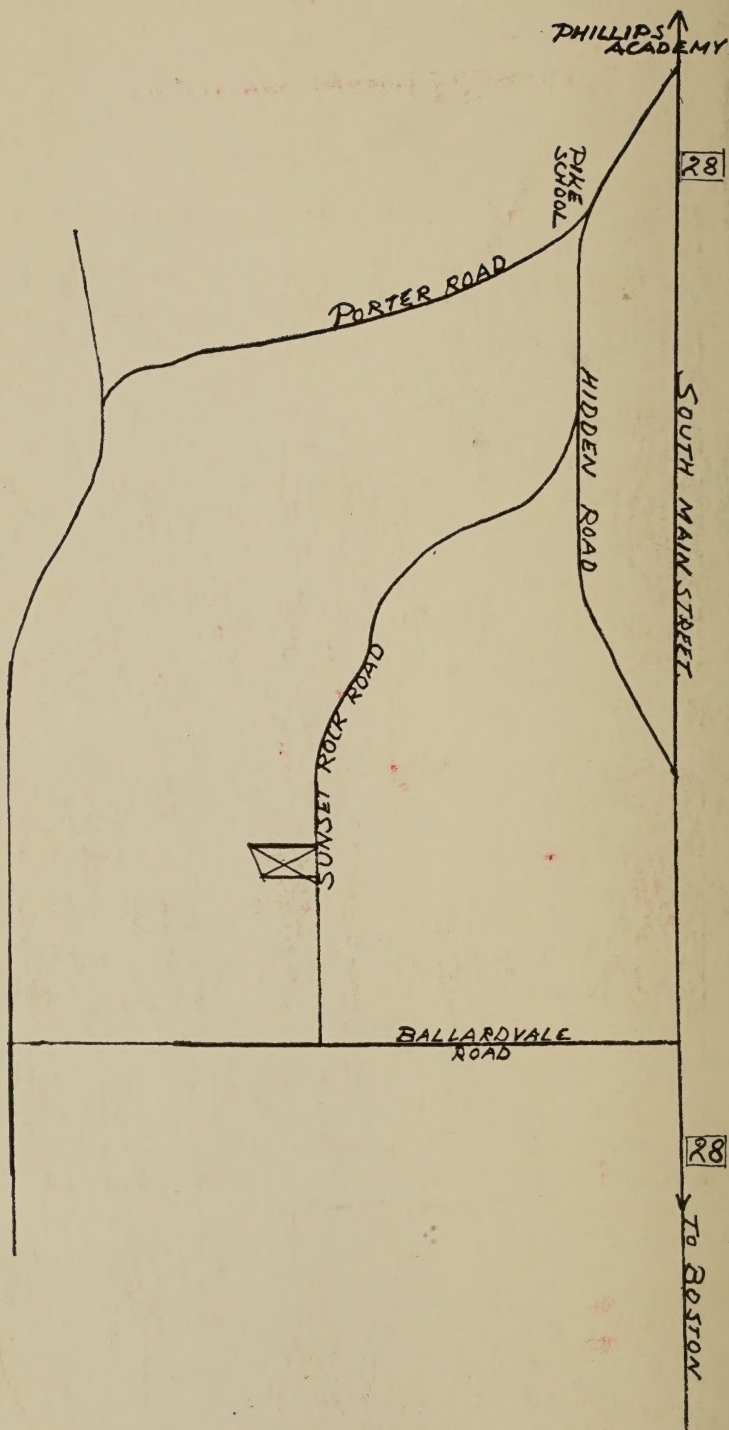 PHILLIPS
ACADEMY
28
PIKE
SCHOOL
PORTER ROAD
HIDDEN ROAD
SOUTH MAIN STREET.
SUNSET ROCK ROAD
BALLARDVALE
ROAD
28
TO BOSTON